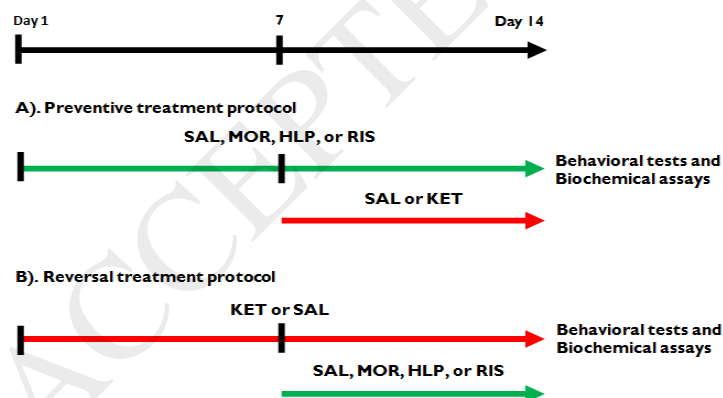 Day 1 7 Day 14
A). Preventive treatment protocol
SAL, MOR, HLP, or RIS
Behavioral tests and
Biochemical assays
SAL or KET
B). Reversal treatment protocol
KET or SAL
Behavioral tests and
Biochemical assays
SAL, MOR, HLP, or RIS
ACCEPTE